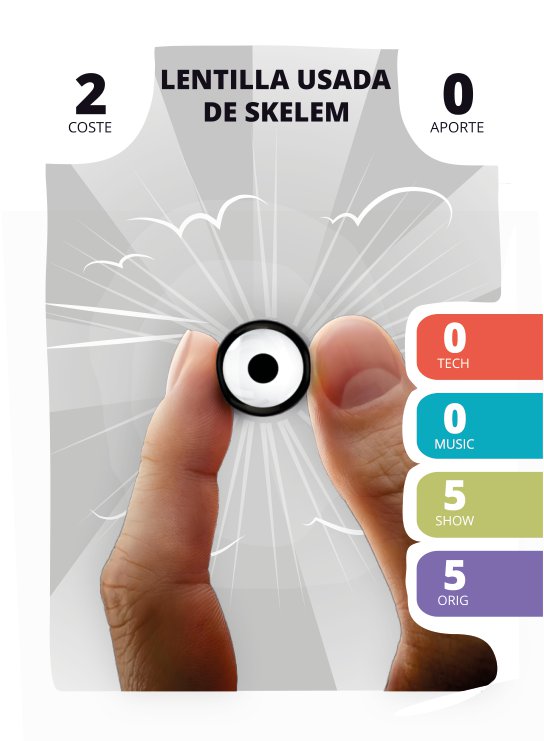 LENTILLA USADA
DE SKELEM
2
COSTE
0
APORTE
0
TECH
0
MUSIC
5
SHOW
5
ORIG